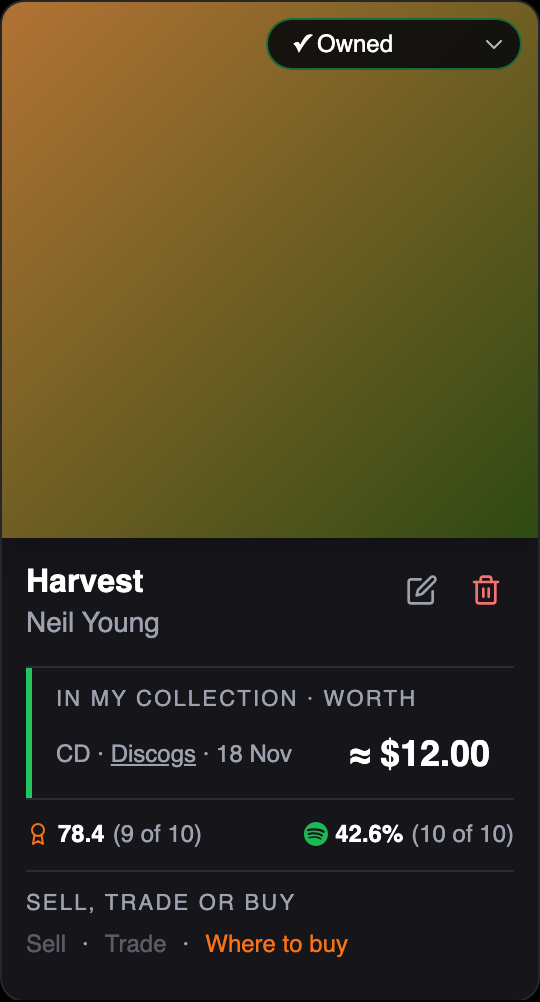 ✓ Owned
Harvest
Neil Young
IN MY COLLECTION · WORTH
CD · Discogs · 18 Nov ≈ $12.00
78.4 (9 of 10) 42.6% (10 of 10)
SELL, TRADE OR BUY
Sell · Trade · Where to buy